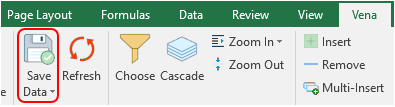 Page Layout Formulas Data Review View Vena
Save Data
Refresh
Choose
Cascade
Zoom In
Zoom Out
Insert
Remove
Multi-Insert